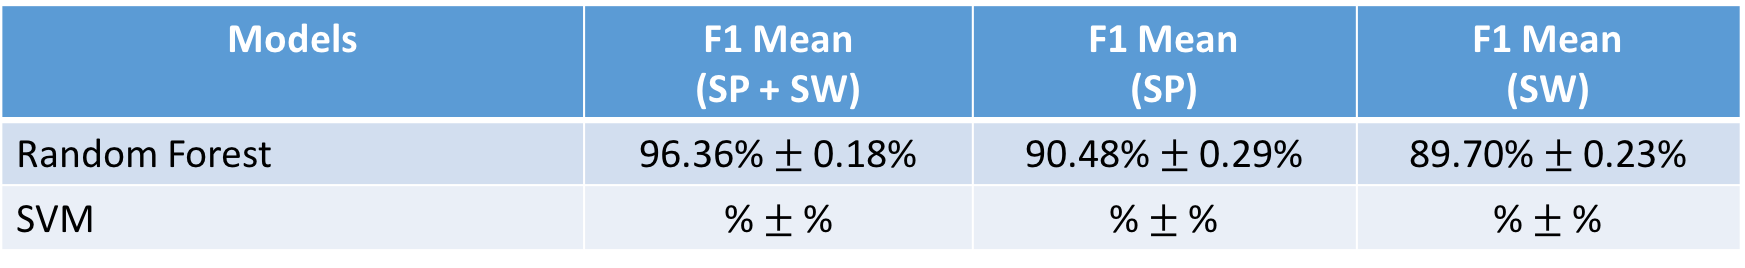 Models F1 Mean F1 Mean F1 Mean
(SP + SW) (SP) (SW)
Random Forest 96.36% ± 0.18% 90.48% ± 0.29% 89.70% ± 0.23%
SVM % ± % % ± % % ± %